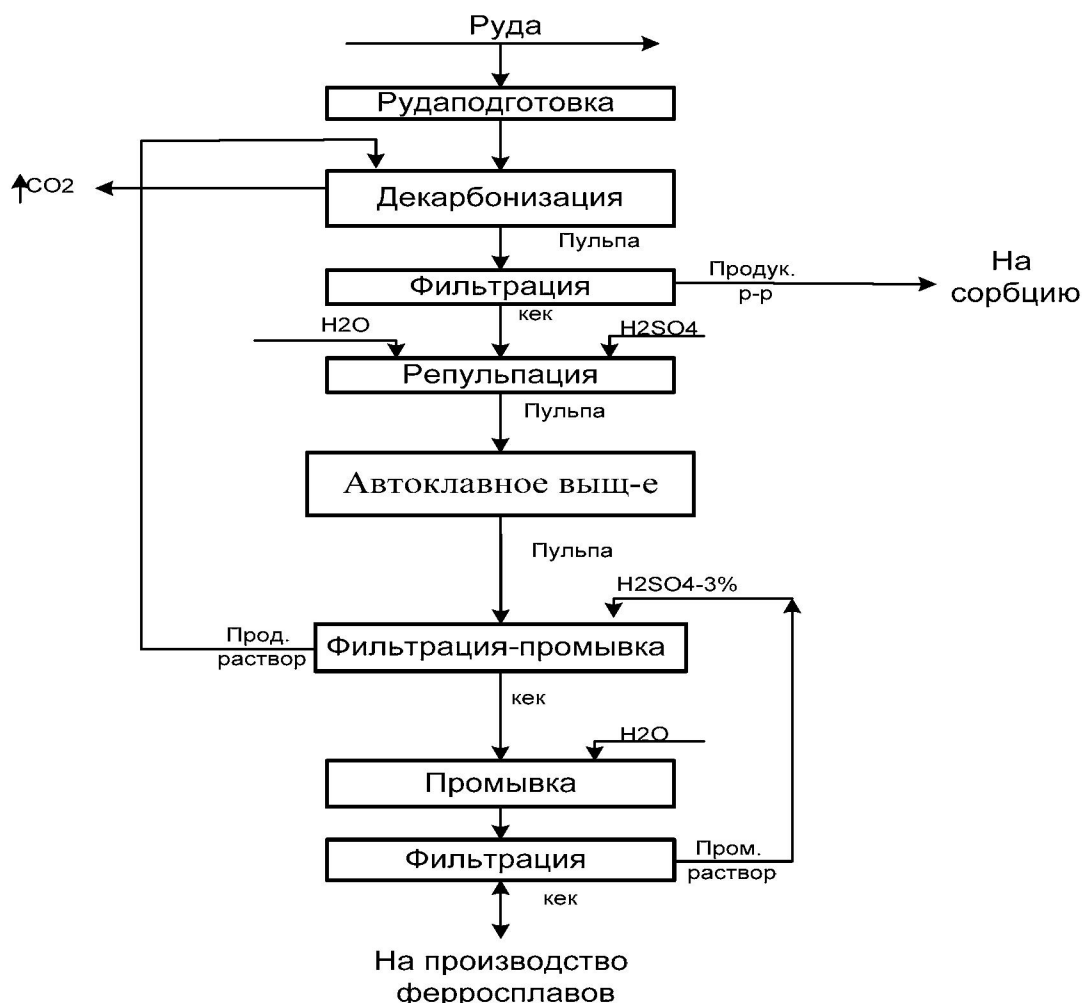 Руда
Рудаподготовка
CO2
Декарбонизация
Пульпа
Фильтрация
Продук.
р-р
На
сорбцию
кек
H2O
H2SO4
Репульпация
Пульпа
Автоклавное выщ-е
Пульпа
H2SO4-3%
Прод.
раствор
Фильтрация-промывка
кек
H2O
Промывка
Фильтрация
Пром.
раствор
кек
На производство
ферросплавов